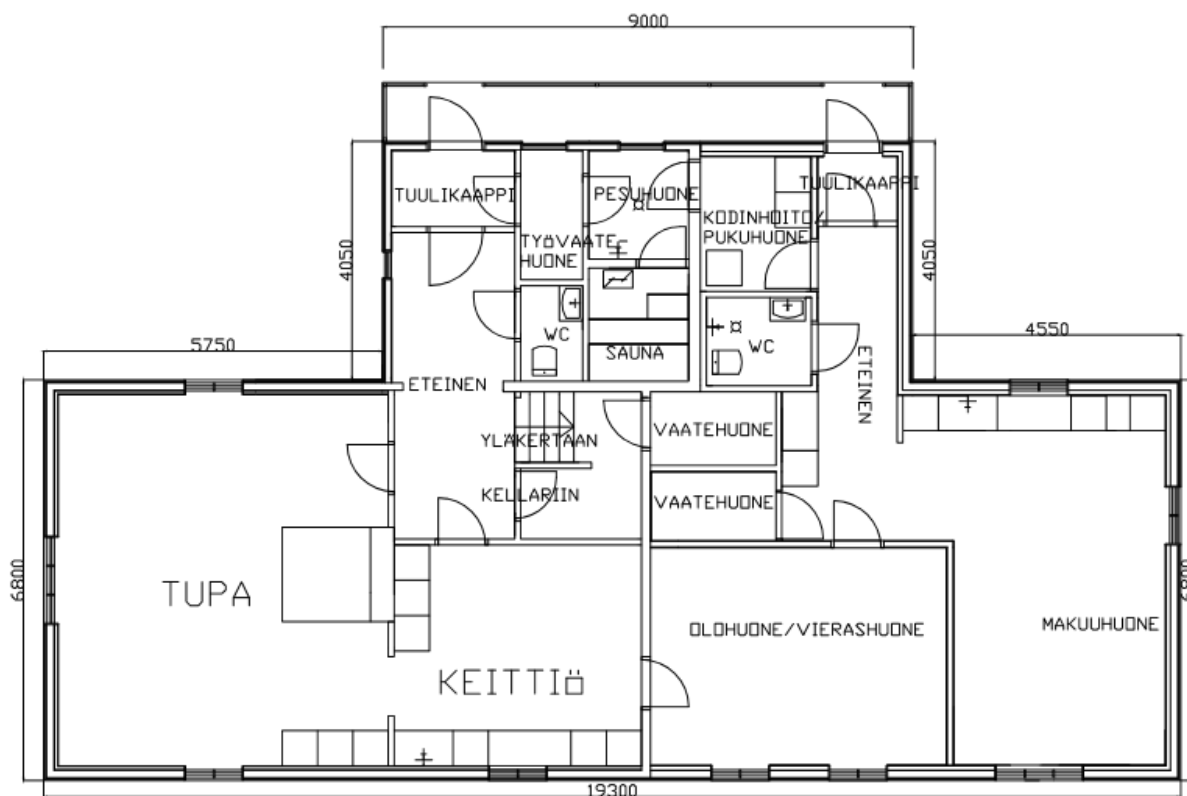 9000
TUULIKAAPPI
PESUHUONE
TUULIKAAPPI
KODINHOITO/
PUKUHUONE
TYÖVAATE
HUONE
4050
4050
5750
WC
SAUNA
WC
4550
ETEINEN
ETEINEN
YLÄKERTAAN
VAATEHUONE
KELLARIIN
VAATEHUONE
6800
TUPA
OLOHUONE/VIERASHUONE
MAKUUHUONE
6800
KEITTIÖ
19300